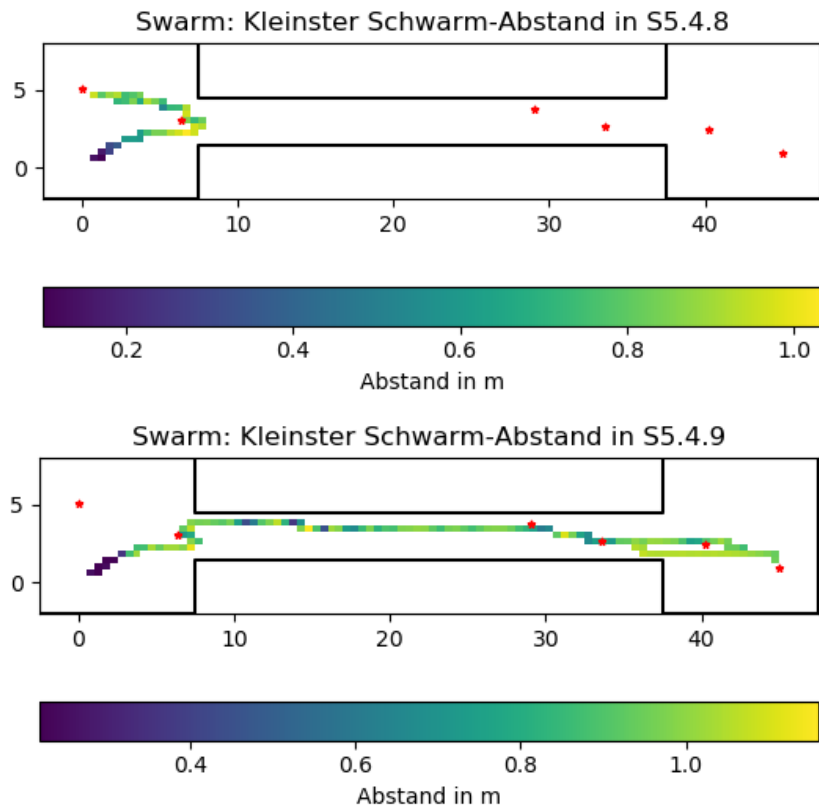 Swarm: Kleinster Schwarm-Abstand in S5.4.8
5
0
0 10 20 30 40
0.2 0.4 0.6 0.8 1.0
Abstand in m
Swarm: Kleinster Schwarm-Abstand in S5.4.9
5
0
0 10 20 30 40
0.4 0.6 0.8 1.0
Abstand in m